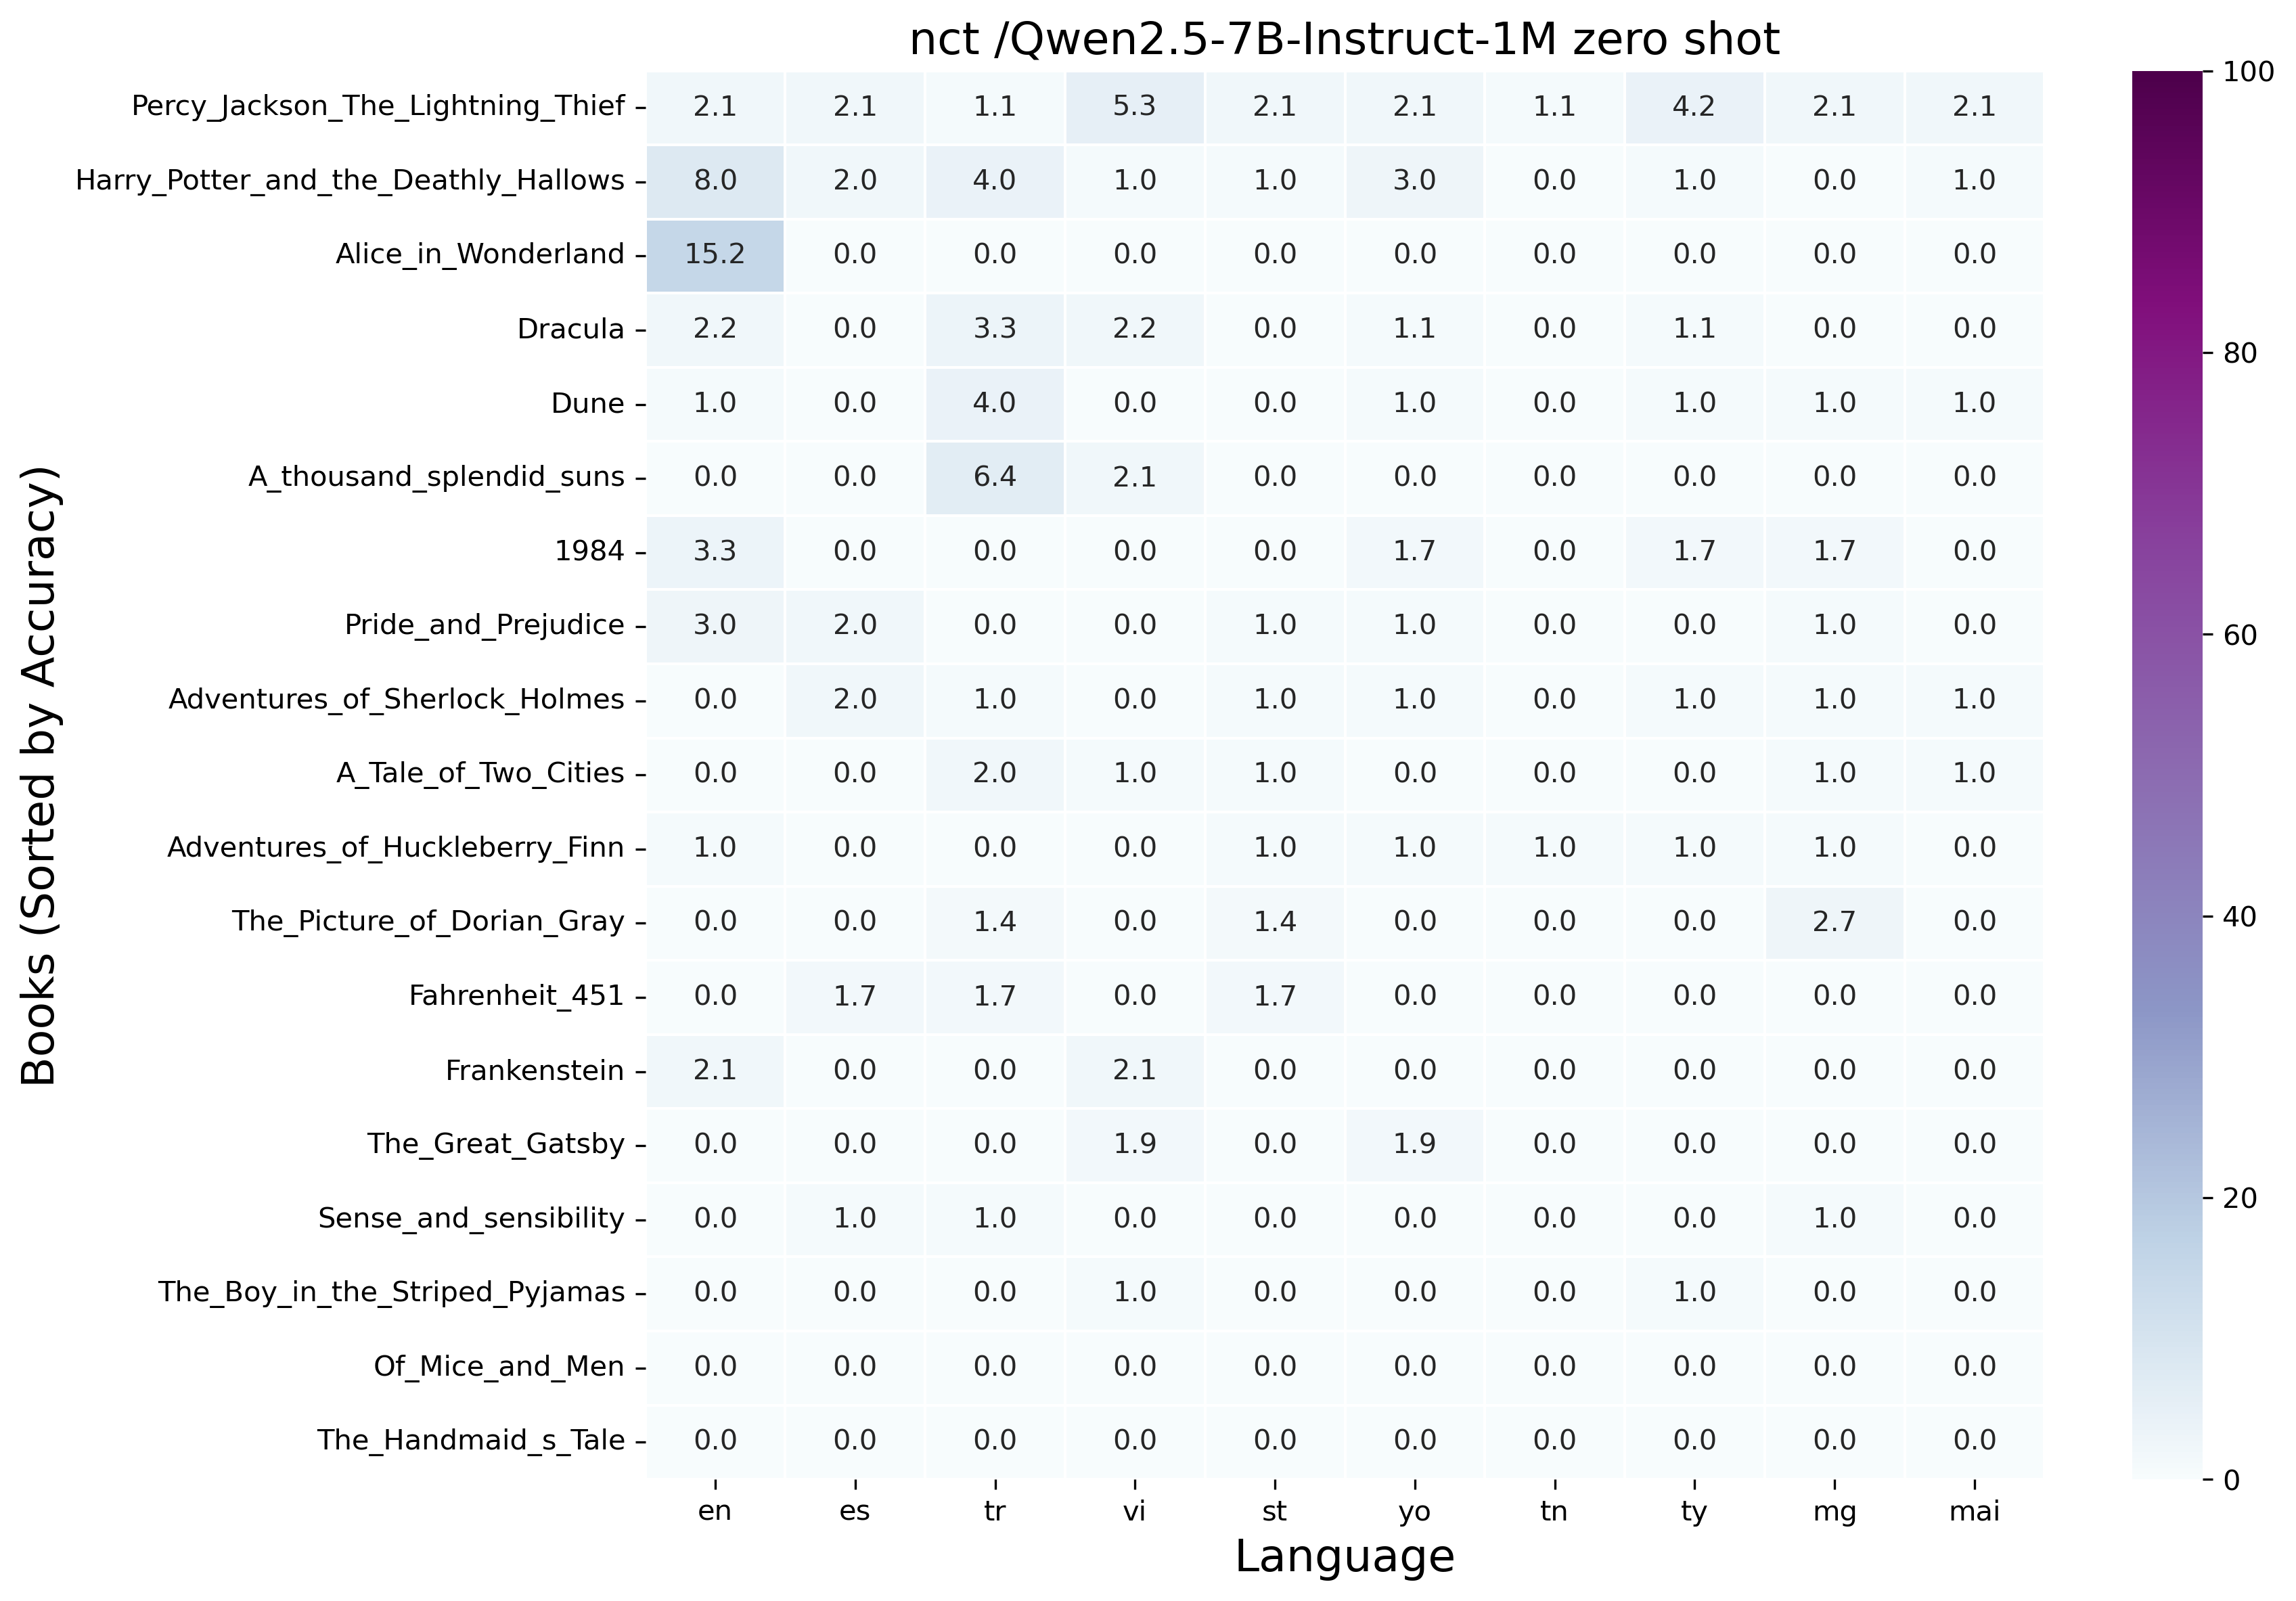 nct /Qwen2.5-7B-Instruct-1M zero shot
Books (Sorted by Accuracy)
Percy_Jackson_The_Lightning_Thief 2.1 2.1 1.1 5.3 2.1 2.1 1.1 4.2 2.1 2.1
Harry_Potter_and_the_Deathly_Hallows 8.0 2.0 4.0 1.0 1.0 3.0 0.0 1.0 0.0 1.0
Alice_in_Wonderland 15.2 0.0 0.0 0.0 0.0 0.0 0.0 0.0 0.0 0.0
Dracula 2.2 0.0 3.3 2.2 0.0 1.1 0.0 1.1 0.0 0.0
Dune 1.0 0.0 4.0 0.0 0.0 1.0 0.0 1.0 1.0 1.0
A_thousand_splendid_suns 0.0 0.0 6.4 2.1 0.0 0.0 0.0 0.0 0.0 0.0
1984 3.3 0.0 0.0 0.0 0.0 1.7 0.0 1.7 1.7 0.0
Pride_and_Prejudice 3.0 2.0 0.0 0.0 1.0 1.0 0.0 0.0 1.0 0.0
Adventures_of_Sherlock_Holmes 0.0 2.0 1.0 0.0 1.0 1.0 0.0 1.0 1.0 1.0
A_Tale_of_Two_Cities 0.0 0.0 2.0 1.0 1.0 0.0 0.0 0.0 1.0 1.0
Adventures_of_Huckleberry_Finn 1.0 0.0 0.0 0.0 1.0 1.0 1.0 1.0 1.0 0.0
The_Picture_of_Dorian_Gray 0.0 0.0 1.4 0.0 1.4 0.0 0.0 0.0 2.7 0.0
Fahrenheit_451 0.0 1.7 1.7 0.0 1.7 0.0 0.0 0.0 0.0 0.0
Frankenstein 2.1 0.0 0.0 2.1 0.0 0.0 0.0 0.0 0.0 0.0
The_Great_Gatsby 0.0 0.0 0.0 1.9 0.0 1.9 0.0 0.0 0.0 0.0
Sense_and_sensibility 0.0 1.0 1.0 0.0 0.0 0.0 0.0 0.0 1.0 0.0
The_Boy_in_the_Striped_Pyjamas 0.0 0.0 0.0 1.0 0.0 0.0 0.0 1.0 0.0 0.0
Of_Mice_and_Men 0.0 0.0 0.0 0.0 0.0 0.0 0.0 0.0 0.0 0.0
The_Handmaid_s_Tale 0.0 0.0 0.0 0.0 0.0 0.0 0.0 0.0 0.0 0.0
en es tr vi st yo tn ty mg mai
Language
100
80
60
40
20
0